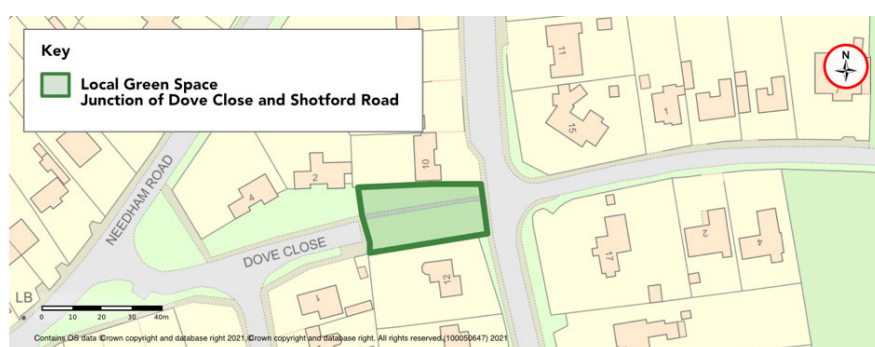 Key
Local Green Space
Junction of Dove Close and Shotford Road
N
11
15
1
10
2
4
NEEDHAM ROAD
DOVE CLOSE
17
2
4
12
1
LB
0 10 20 30 40m
Contains OS data ©rown copyright and database right 2021, ©rown copyright and database right. All rights reserved (100050647) 2021